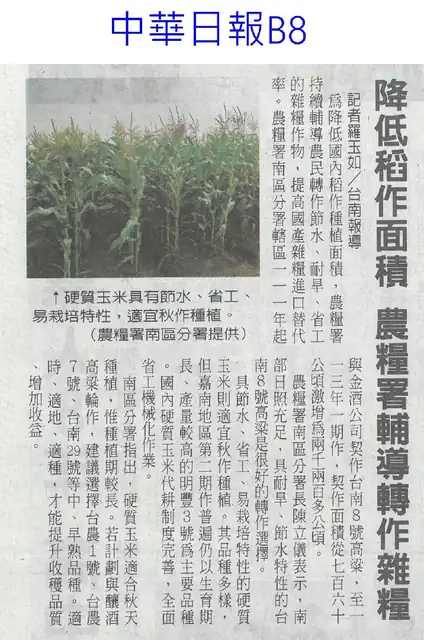 中華日報B8
降低稻作面積 農糧署輔導轉作雜糧
記者羅玉如／台南報導
為降低國內稻作種植面積，農糧署
持續輔導農民轉作節水、耐旱、省工
的雜糧作物，提高國產雜糧進口替代
率。農糧署南區分署轄區一一一年起
與金酒公司契作台南8號高粱，至一
一三年一期作，契作面積從七百六十
公頃激增為兩千兩百多公頃。
農糧署南區分署長陳立儀表示，南
部日照充足，具耐旱、節水特性的台
南8號高粱是很好的轉作選擇。
具節水、省工、易栽培特性的硬質
玉米則適宜秋作種植。其品種多樣，
但嘉南地區第二期作普遍仍以生育期
長、產量較高的明豐3號為主要品種
。國內硬質玉米代耕制度完善，全面
省工機械化作業。
南區分署指出，硬質玉米適合秋天
種植，惟種植期較長。若計劃與釀酒
高粱輪作，建議選擇台農1號、台農
7號、台南29號等中、早熟品種。適
時、適地、適種，才能提升收穫品質
、增加收益。
↑硬質玉米具有節水、省工、
易栽培特性，適宜秋作種植。
（農糧署南區分署提供）